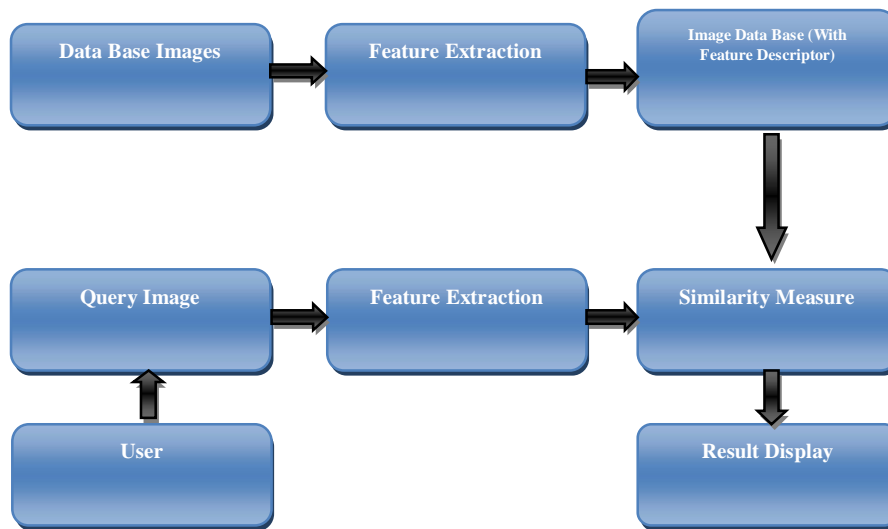 Data Base Images
Feature Extraction
Image Data Base (With
Feature Descriptor)
Query Image
Feature Extraction
Similarity Measure
User
Result Display